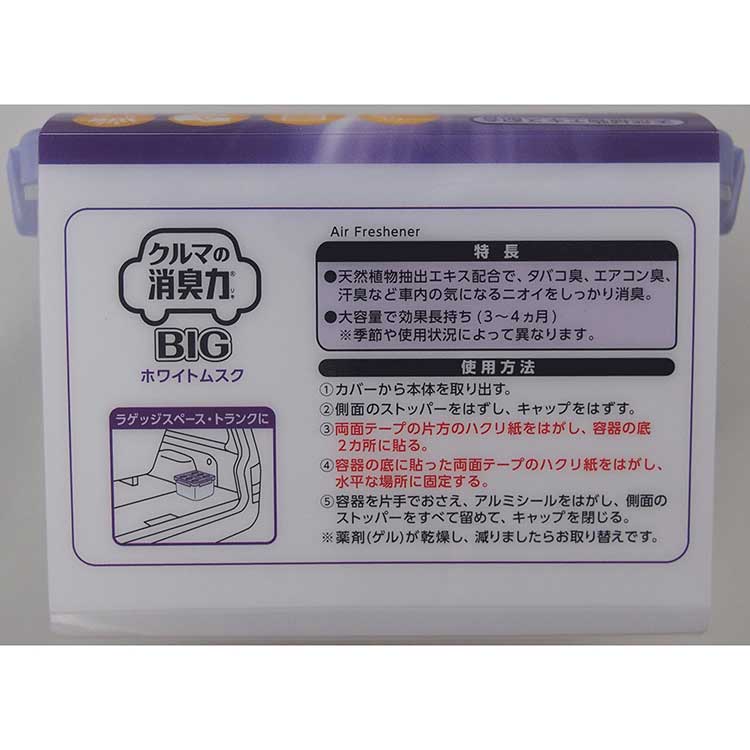 天然植物エキス配合
クルマの
消臭力®
りき
BIG
ホワイトムスク
ラゲッジスペース・トランクに
Air Freshener
特長
●天然植物抽出エキス配合で、タバコ臭、エアコン臭、
汗臭など車内の気になるニオイをしっかり消臭。
●大容量で効果長持ち(3〜4ヵ月)
※季節や使用状況によって異なります。
使用方法
①カバーから本体を取り出す。
②側面のストッパーをはずし、キャップをはずす。
③両面テープの片方のハクリ紙をはがし、容器の底
2カ所に貼る。
④容器の底に貼った両面テープのハクリ紙をはがし、
水平な場所に固定する。
⑤容器を片手でおさえ、アルミシールをはがし、側面の
ストッパーをすべて留めて、キャップを閉じる。
※薬剤(ゲル)が乾燥し、減りましたらお取り替えです。